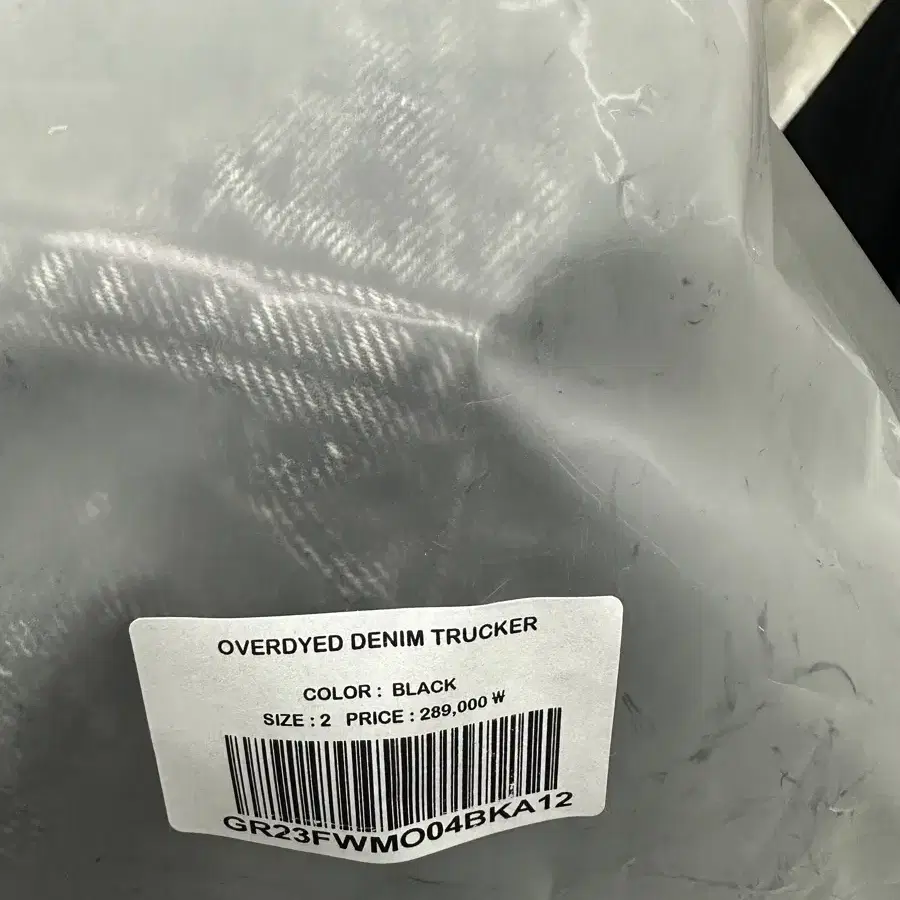 OVERDYED DENIM TRUCKER
COLOR : BLACK
SIZE : 2 PRICE : 289,000 ₩
GR23FWMO04BKA12